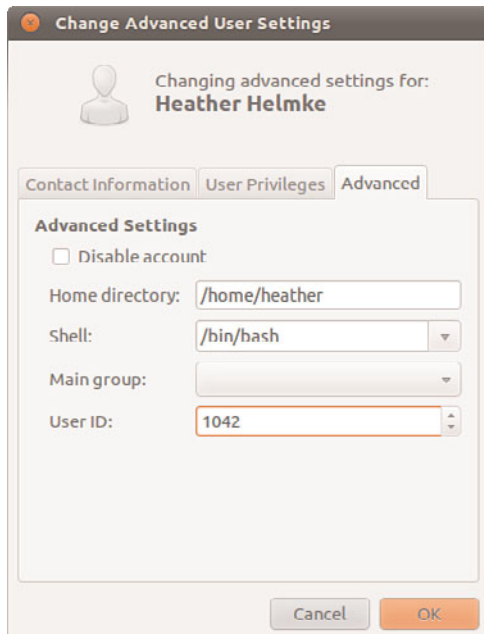 Change Advanced User Settings
Changing advanced settings for:
Heather Helmke
Contact Information User Privileges Advanced
Advanced Settings
Disable account
Home directory: /home/heather
Shell: /bin/bash
Main group:
User ID: 1042
Cancel OK